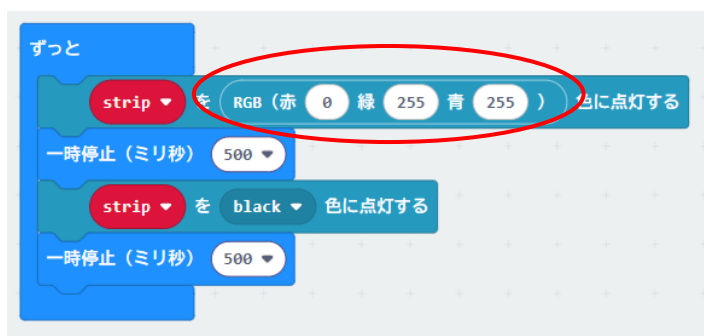 ずっと
strip を RGB (赤 0 緑 255 青 255 ) 色に点灯する
一時停止 (ミリ秒) 500
strip を black 色に点灯する
一時停止 (ミリ秒) 500